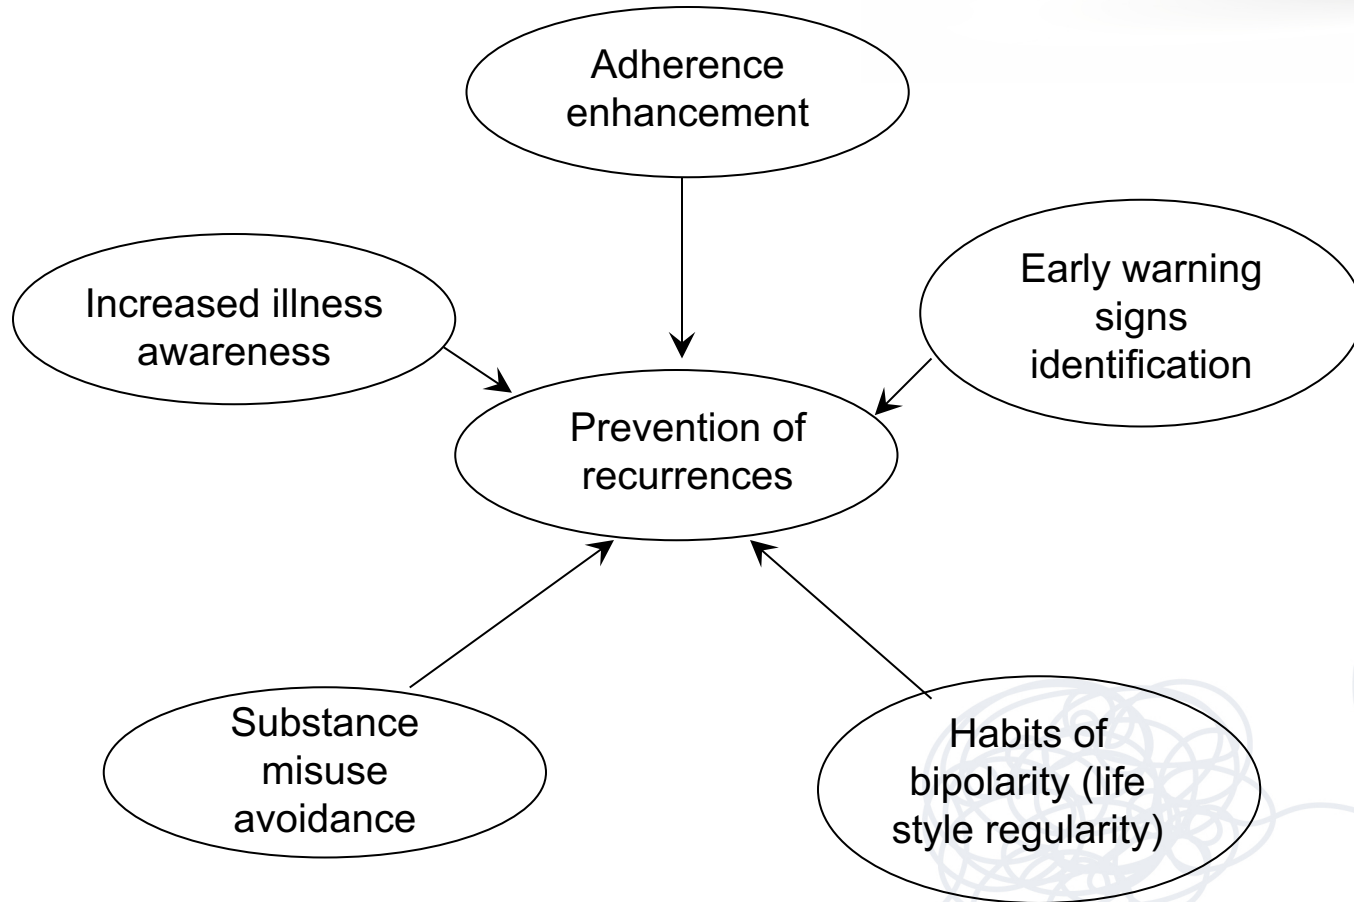 Adherence
enhancement
Increased illness
awareness
Early warning
signs
identification
Prevention of
recurrences
Substance
misuse
avoidance
Habits of
bipolarity (life
style regularity)